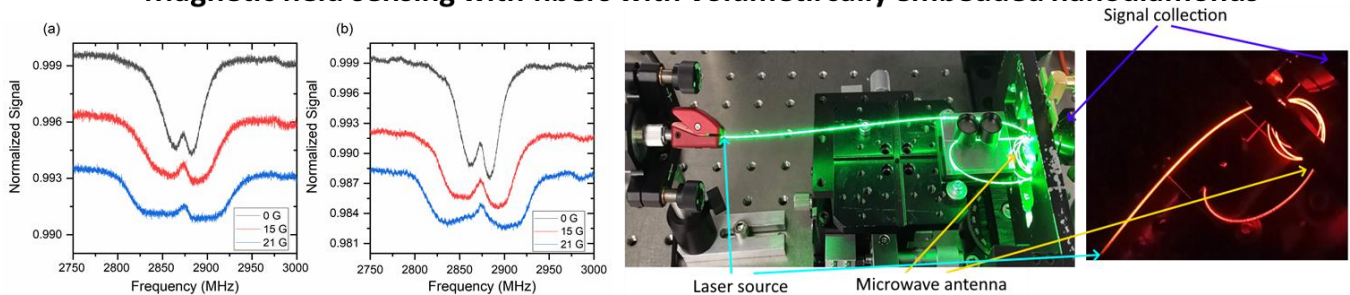 Magnetic field sensing with fibers with volumetrically embedded nanodiamonds
Signal collection
(a)
Normalized Signal
0.999
0.996
0.993
0.990
0 G
15 G
21 G
2750 2800 2850 2900 2950 3000
Frequency (MHz)
(b)
Normalized Signal
0.999
0.996
0.993
0.990
0.987
0.984
0.981
0 G
15 G
21 G
2750 2800 2850 2900 2950 3000
Frequency (MHz)
Laser source
Microwave antenna